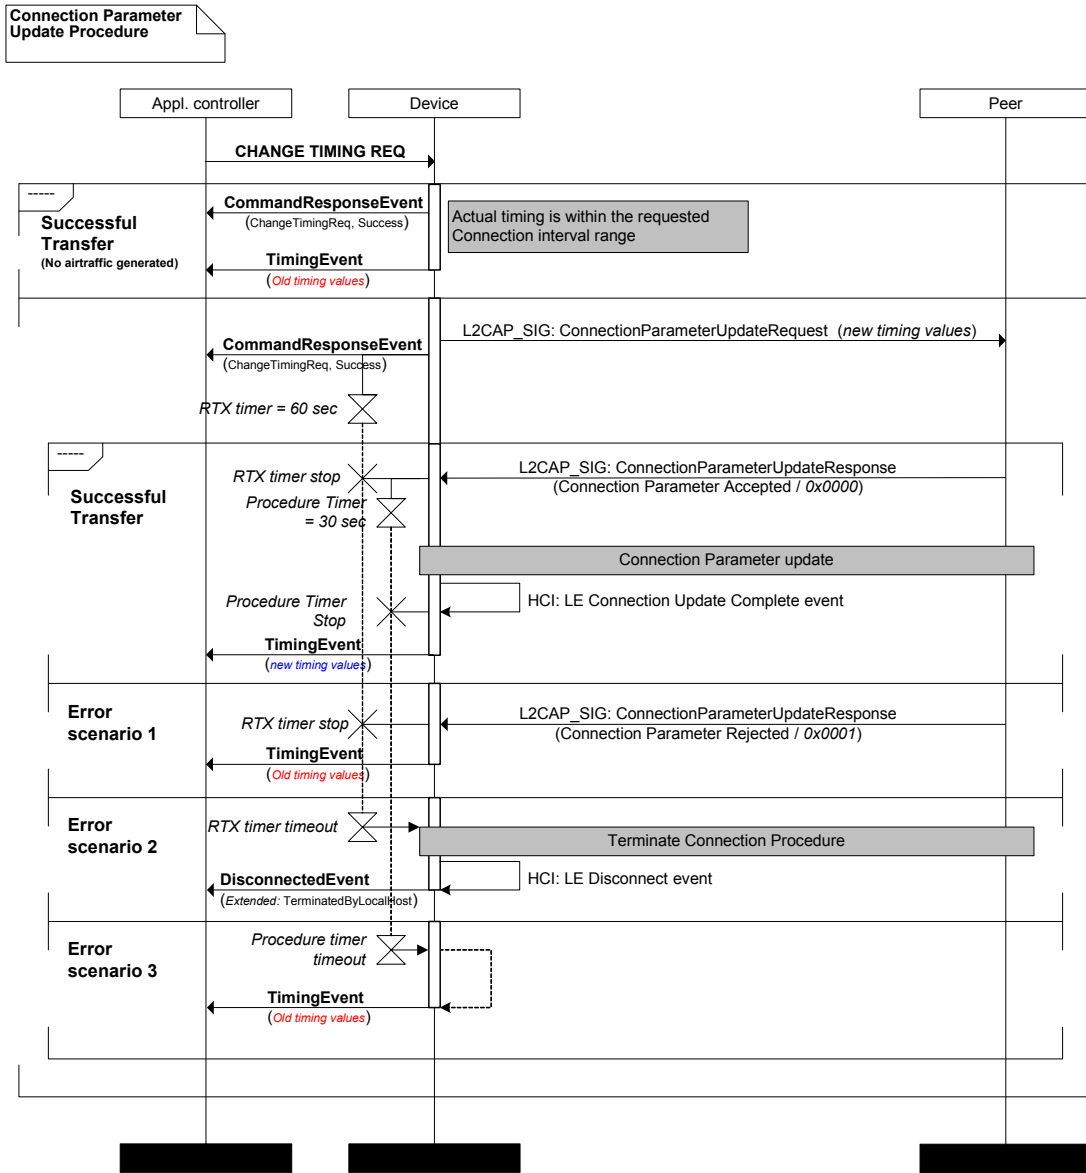 Connection Parameter
Update Procedure
Appl. controller
Device
Peer
CHANGE TIMING REQ
-----
Successful
Transfer
(No airtraffic generated)
CommandResponseEvent
(ChangeTimingReq, Success)
Actual timing is within the requested
Connection interval range
TimingEvent
(Old timing values)
L2CAP_SIG: ConnectionParameterUpdateRequest (new timing values)
CommandResponseEvent
(ChangeTimingReq, Success)
RTX timer = 60 sec
-----
Successful
Transfer
L2CAP_SIG: ConnectionParameterUpdateResponse
(Connection Parameter Accepted / 0x0000)
RTX timer stop
Procedure Timer
= 30 sec
Connection Parameter update
HCI: LE Connection Update Complete event
Procedure Timer
Stop
TimingEvent
(new timing values)
Error
scenario 1
RTX timer stop
L2CAP_SIG: ConnectionParameterUpdateResponse
(Connection Parameter Rejected / 0x0001)
TimingEvent
(Old timing values)
Error
scenario 2
RTX timer timeout
Terminate Connection Procedure
HCI: LE Disconnect event
DisconnectedEvent
(Extended: TerminatedByLocalHost)
Error
scenario 3
Procedure timer
timeout
TimingEvent
(Old timing values)